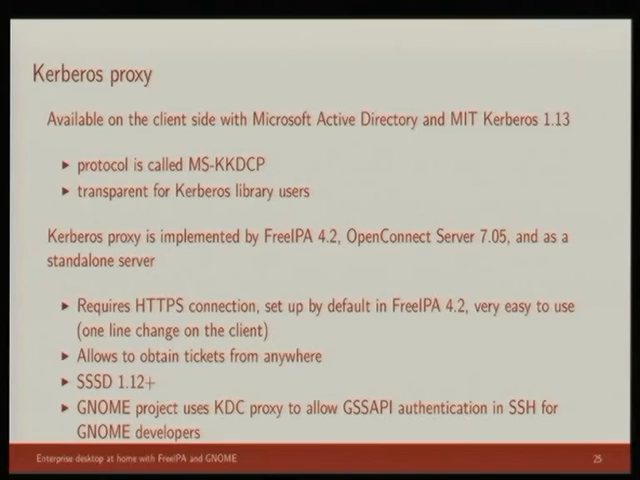 Kerberos proxy
Available on the client side with Microsoft Active Directory and MIT Kerberos 1.13
▶ protocol is called MS-KKDCP
▶ transparent for Kerberos library users
Kerberos proxy is implemented by FreeIPA 4.2, OpenConnect Server 7.05, and as a
standalone server
▶ Requires HTTPS connection, set up by default in FreeIPA 4.2, very easy to use
(one line change on the client)
▶ Allows to obtain tickets from anywhere
▶ SSSD 1.12+
▶ GNOME project uses KDC proxy to allow GSSAPI authentication in SSH for
GNOME developers
Enterprise desktop at home with FreeIPA and GNOME
25